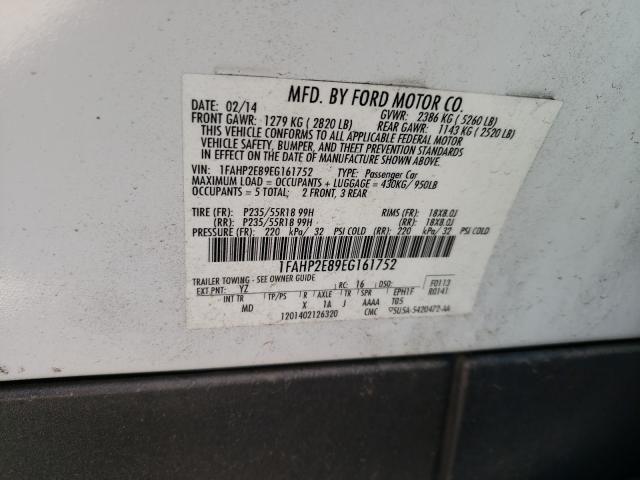 MFD. BY FORD MOTOR CO.
DATE: 02/14 GVWR: 2386 KG ( 5260 LB)
FRONT GAWR: 1279 KG ( 2820 LB) REAR GAWR: 1143 KG ( 2520 LB)
THIS VEHICLE CONFORMS TO ALL APPLICABLE FEDERAL MOTOR
VEHICLE SAFETY, BUMPER, AND THEFT PREVENTION STANDARDS
IN EFFECT ON THE DATE OF MANUFACTURE SHOWN ABOVE.
VIN: 1FAHP2E89EG161752 TYPE: Passenger Car
MAXIMUM LOAD = OCCUPANTS + LUGGAGE = 430KG/ 950LB
OCCUPANTS = 5 TOTAL: 2 FRONT, 3 REAR
TIRE (FR): P235/55R18 99H RIMS (FR): 18X8.0J
(RR): P235/55R18 99H (RR): 18X8.0J
PRESSURE (FR): 220 kPa/ 32 PSI COLD (RR): 220 kPa/ 32 PSI COLD
1FAHP2E89EG161752
TRAILER TOWING - SEE OWNER GUIDE
EXT PNT: YZ RC: 16 DSO: F0113
INT TR TP/PS R AXLE TR SPR EPH1F R0141
MD X 1A J AAAA T05
1201402126320 CMC 5U5A-5420472-AA